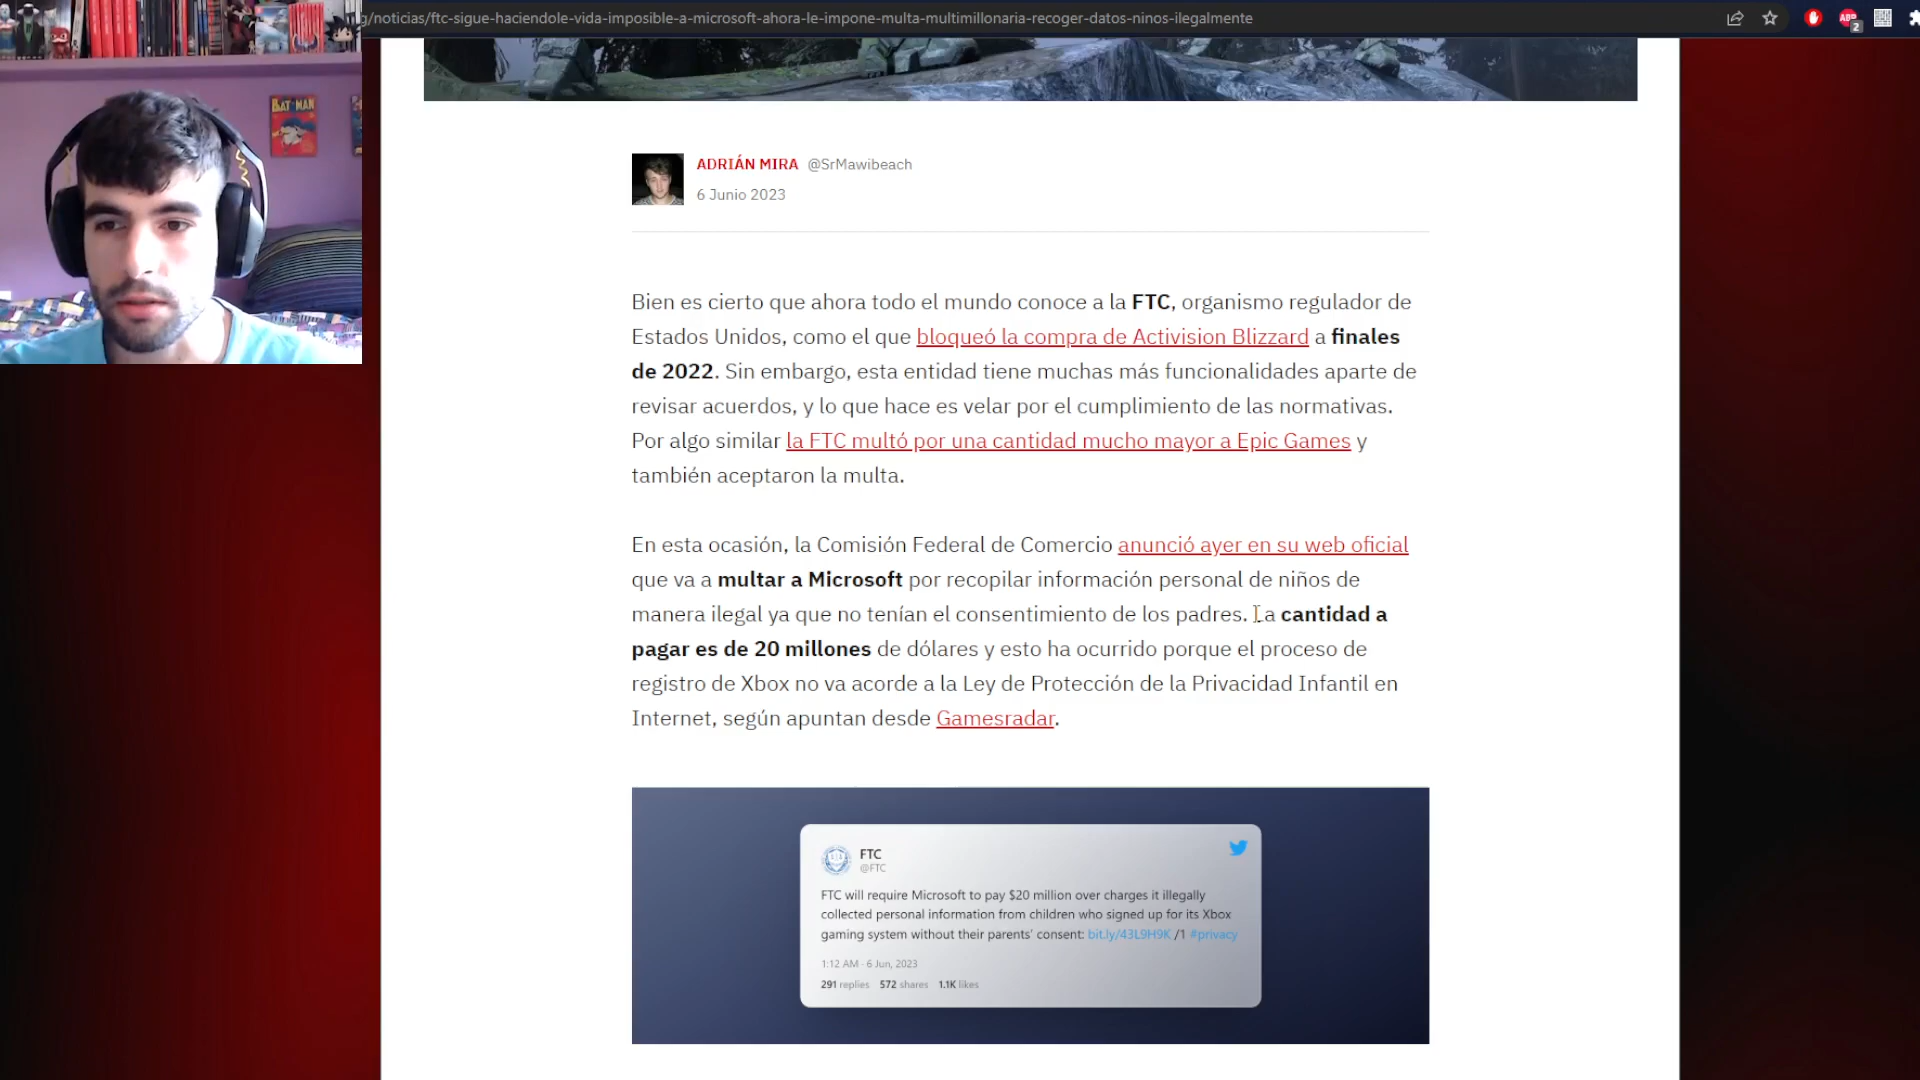 g/noticias/ftc-sigue-haciendole-vida-imposible-a-microsoft-ahora-le-impone-multa-multimillonaria-recoger-datos-ninos-ilegalmente
ABP
2
BATMAN
ADRIÁN MIRA @SrMawibeach
6 Junio 2023
Bien es cierto que ahora todo el mundo conoce a la FTC, organismo regulador de
Estados Unidos, como el que bloqueó la compra de Activision Blizzard a finales
de 2022. Sin embargo, esta entidad tiene muchas más funcionalidades aparte de
revisar acuerdos, y lo que hace es velar por el cumplimiento de las normativas.
Por algo similar la FTC multó por una cantidad mucho mayor a Epic Games y
también aceptaron la multa.
En esta ocasión, la Comisión Federal de Comercio anunció ayer en su web oficial
que va a multar a Microsoft por recopilar información personal de niños de
manera ilegal ya que no tenían el consentimiento de los padres. La cantidad a
pagar es de 20 millones de dólares y esto ha ocurrido porque el proceso de
registro de Xbox no va acorde a la Ley de Protección de la Privacidad Infantil en
Internet, según apuntan desde Gamesradar.
FTC
@FTC
FTC will require Microsoft to pay $20 million over charges it illegally
collected personal information from children who signed up for its Xbox
gaming system without their parents' consent: bit.ly/43L9H9K /1 #privacy
1:12 AM - 6 Jun, 2023
291 replies 572 shares 1.1K likes